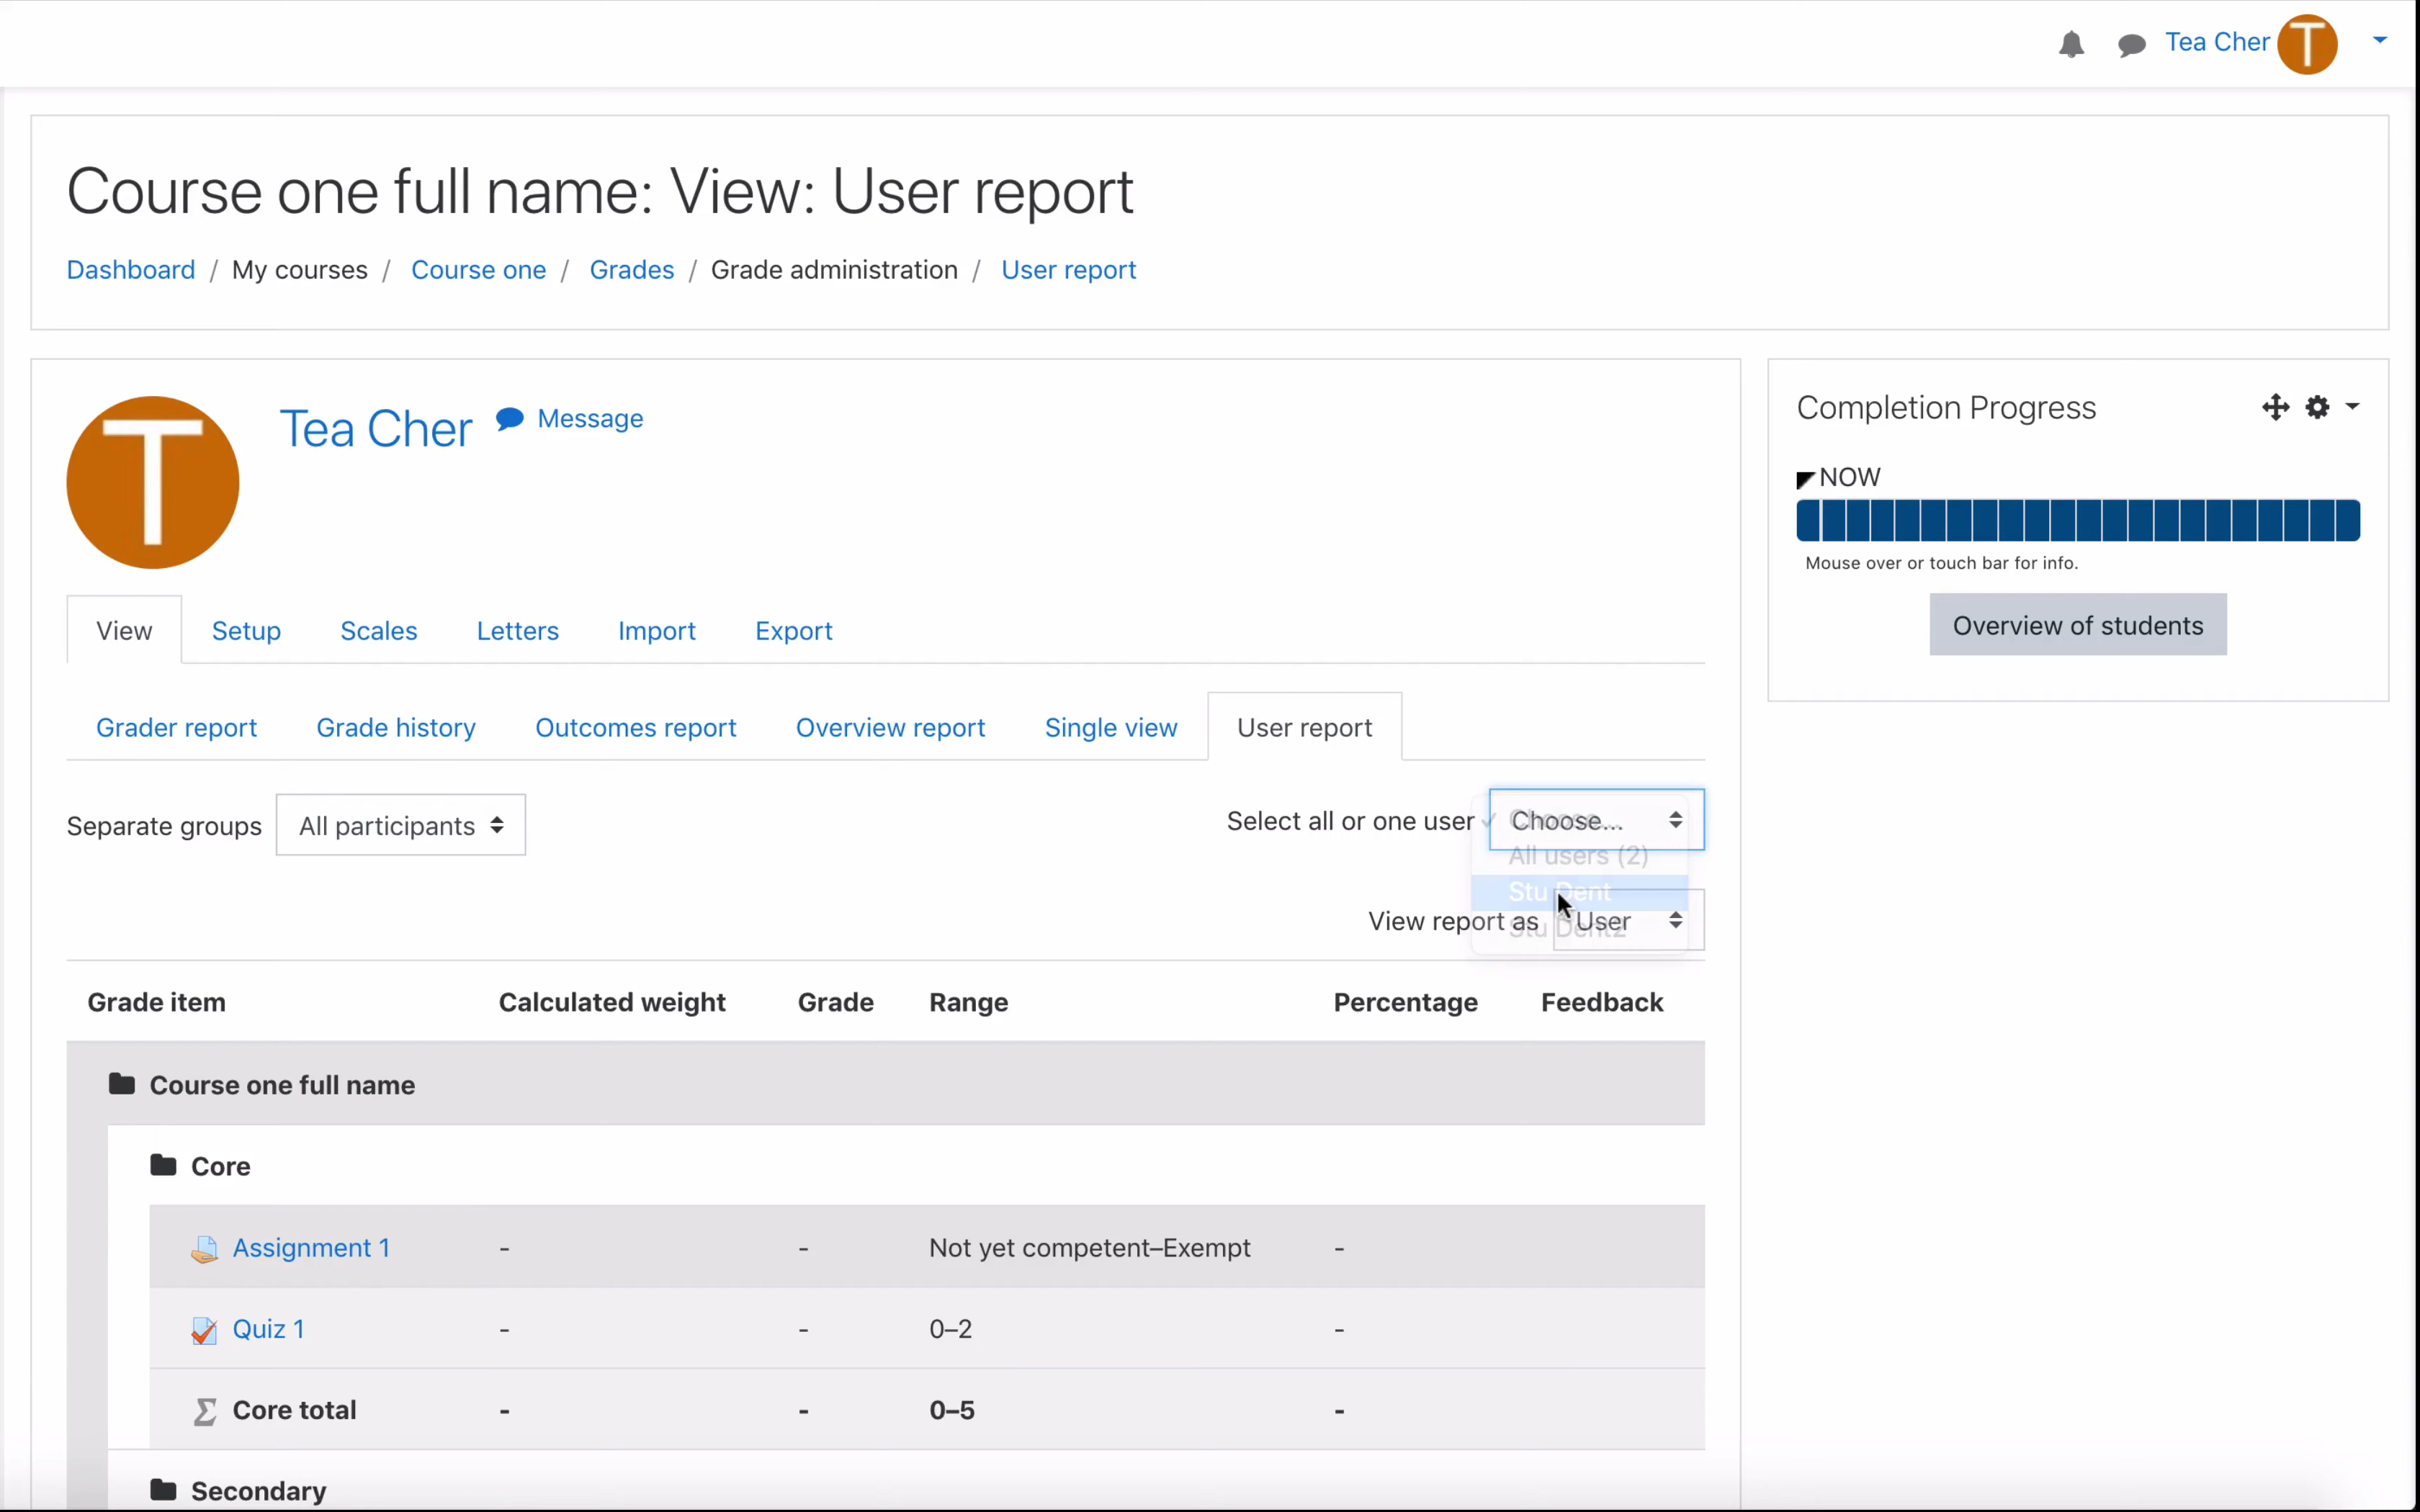 Tea Cher T
Course one full name: View: User report
Dashboard / My courses / Course one / Grades / Grade administration / User report
T
Tea Cher Message
Completion Progress
NOW
Mouse over or touch bar for info.
Overview of students
View Setup Scales Letters Import Export
Grader report Grade history Outcomes report Overview report Single view User report
Separate groups All participants
Select all or one user Choose...
All users (2)
Stu Dent
View report as User
Stu Dent2
Grade item Calculated weight Grade Range Percentage Feedback
Course one full name
Core
Assignment 1 - - Not yet competent–Exempt -
Quiz 1 - - 0–2 -
Σ Core total - - 0–5 -
Secondary